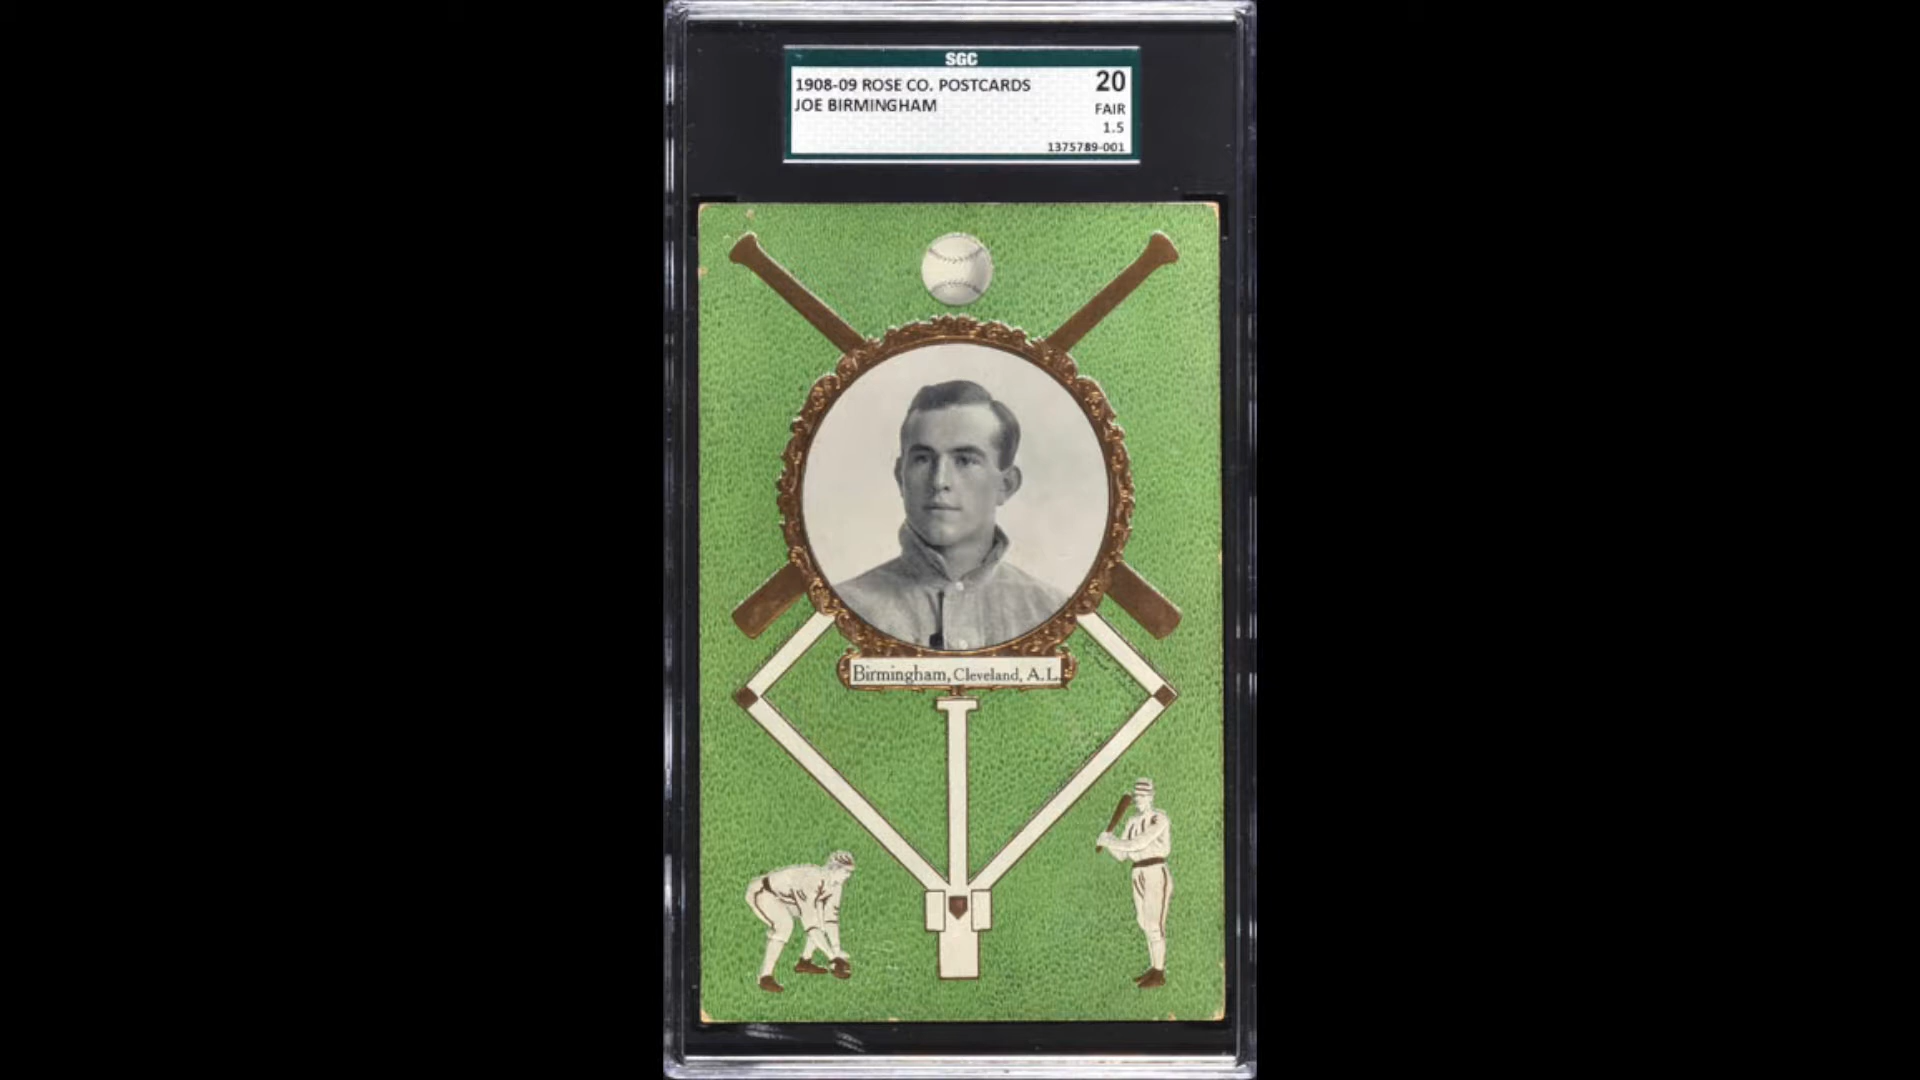 SGC
1908-09 ROSE CO. POSTCARDS 20
JOE BIRMINGHAM FAIR
1.5
1375789-001
Birmingham, Cleveland, A.L.